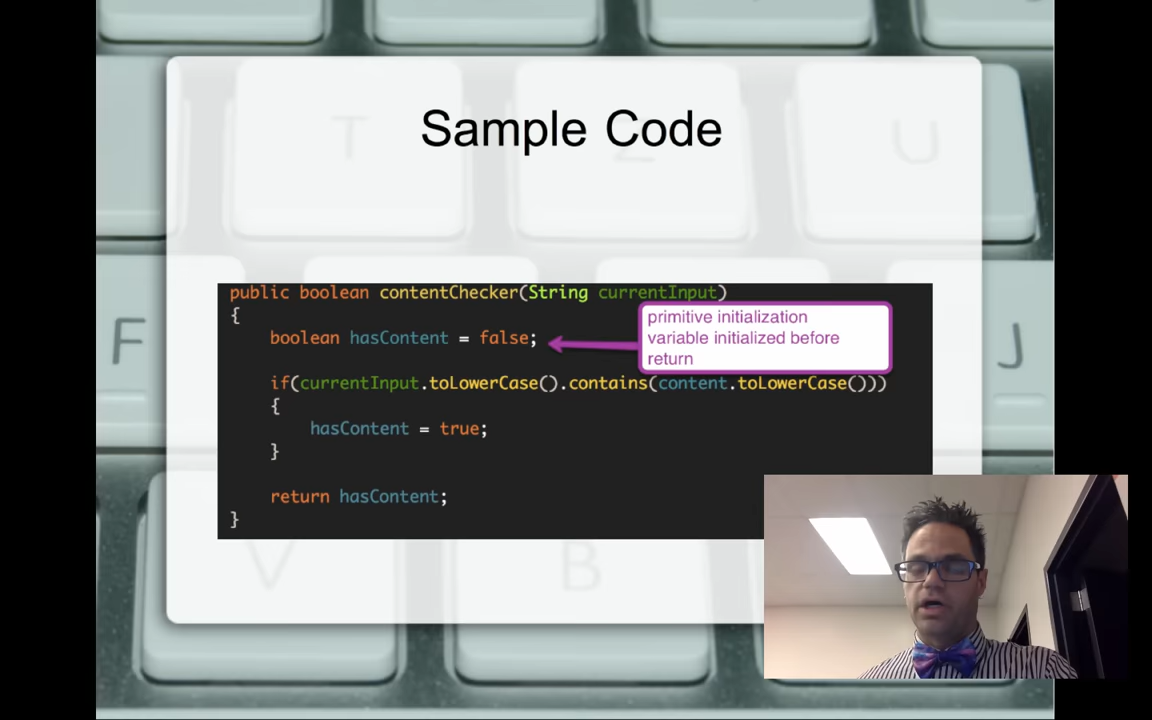 Sample Code
public boolean contentChecker(String currentInput)
{
boolean hasContent = false;
primitive initialization
variable initialized before
return
if(currentInput.toLowerCase().contains(content.toLowerCase()))
{
hasContent = true;
}
return hasContent;
}
T
Z
U
F
J
V
B